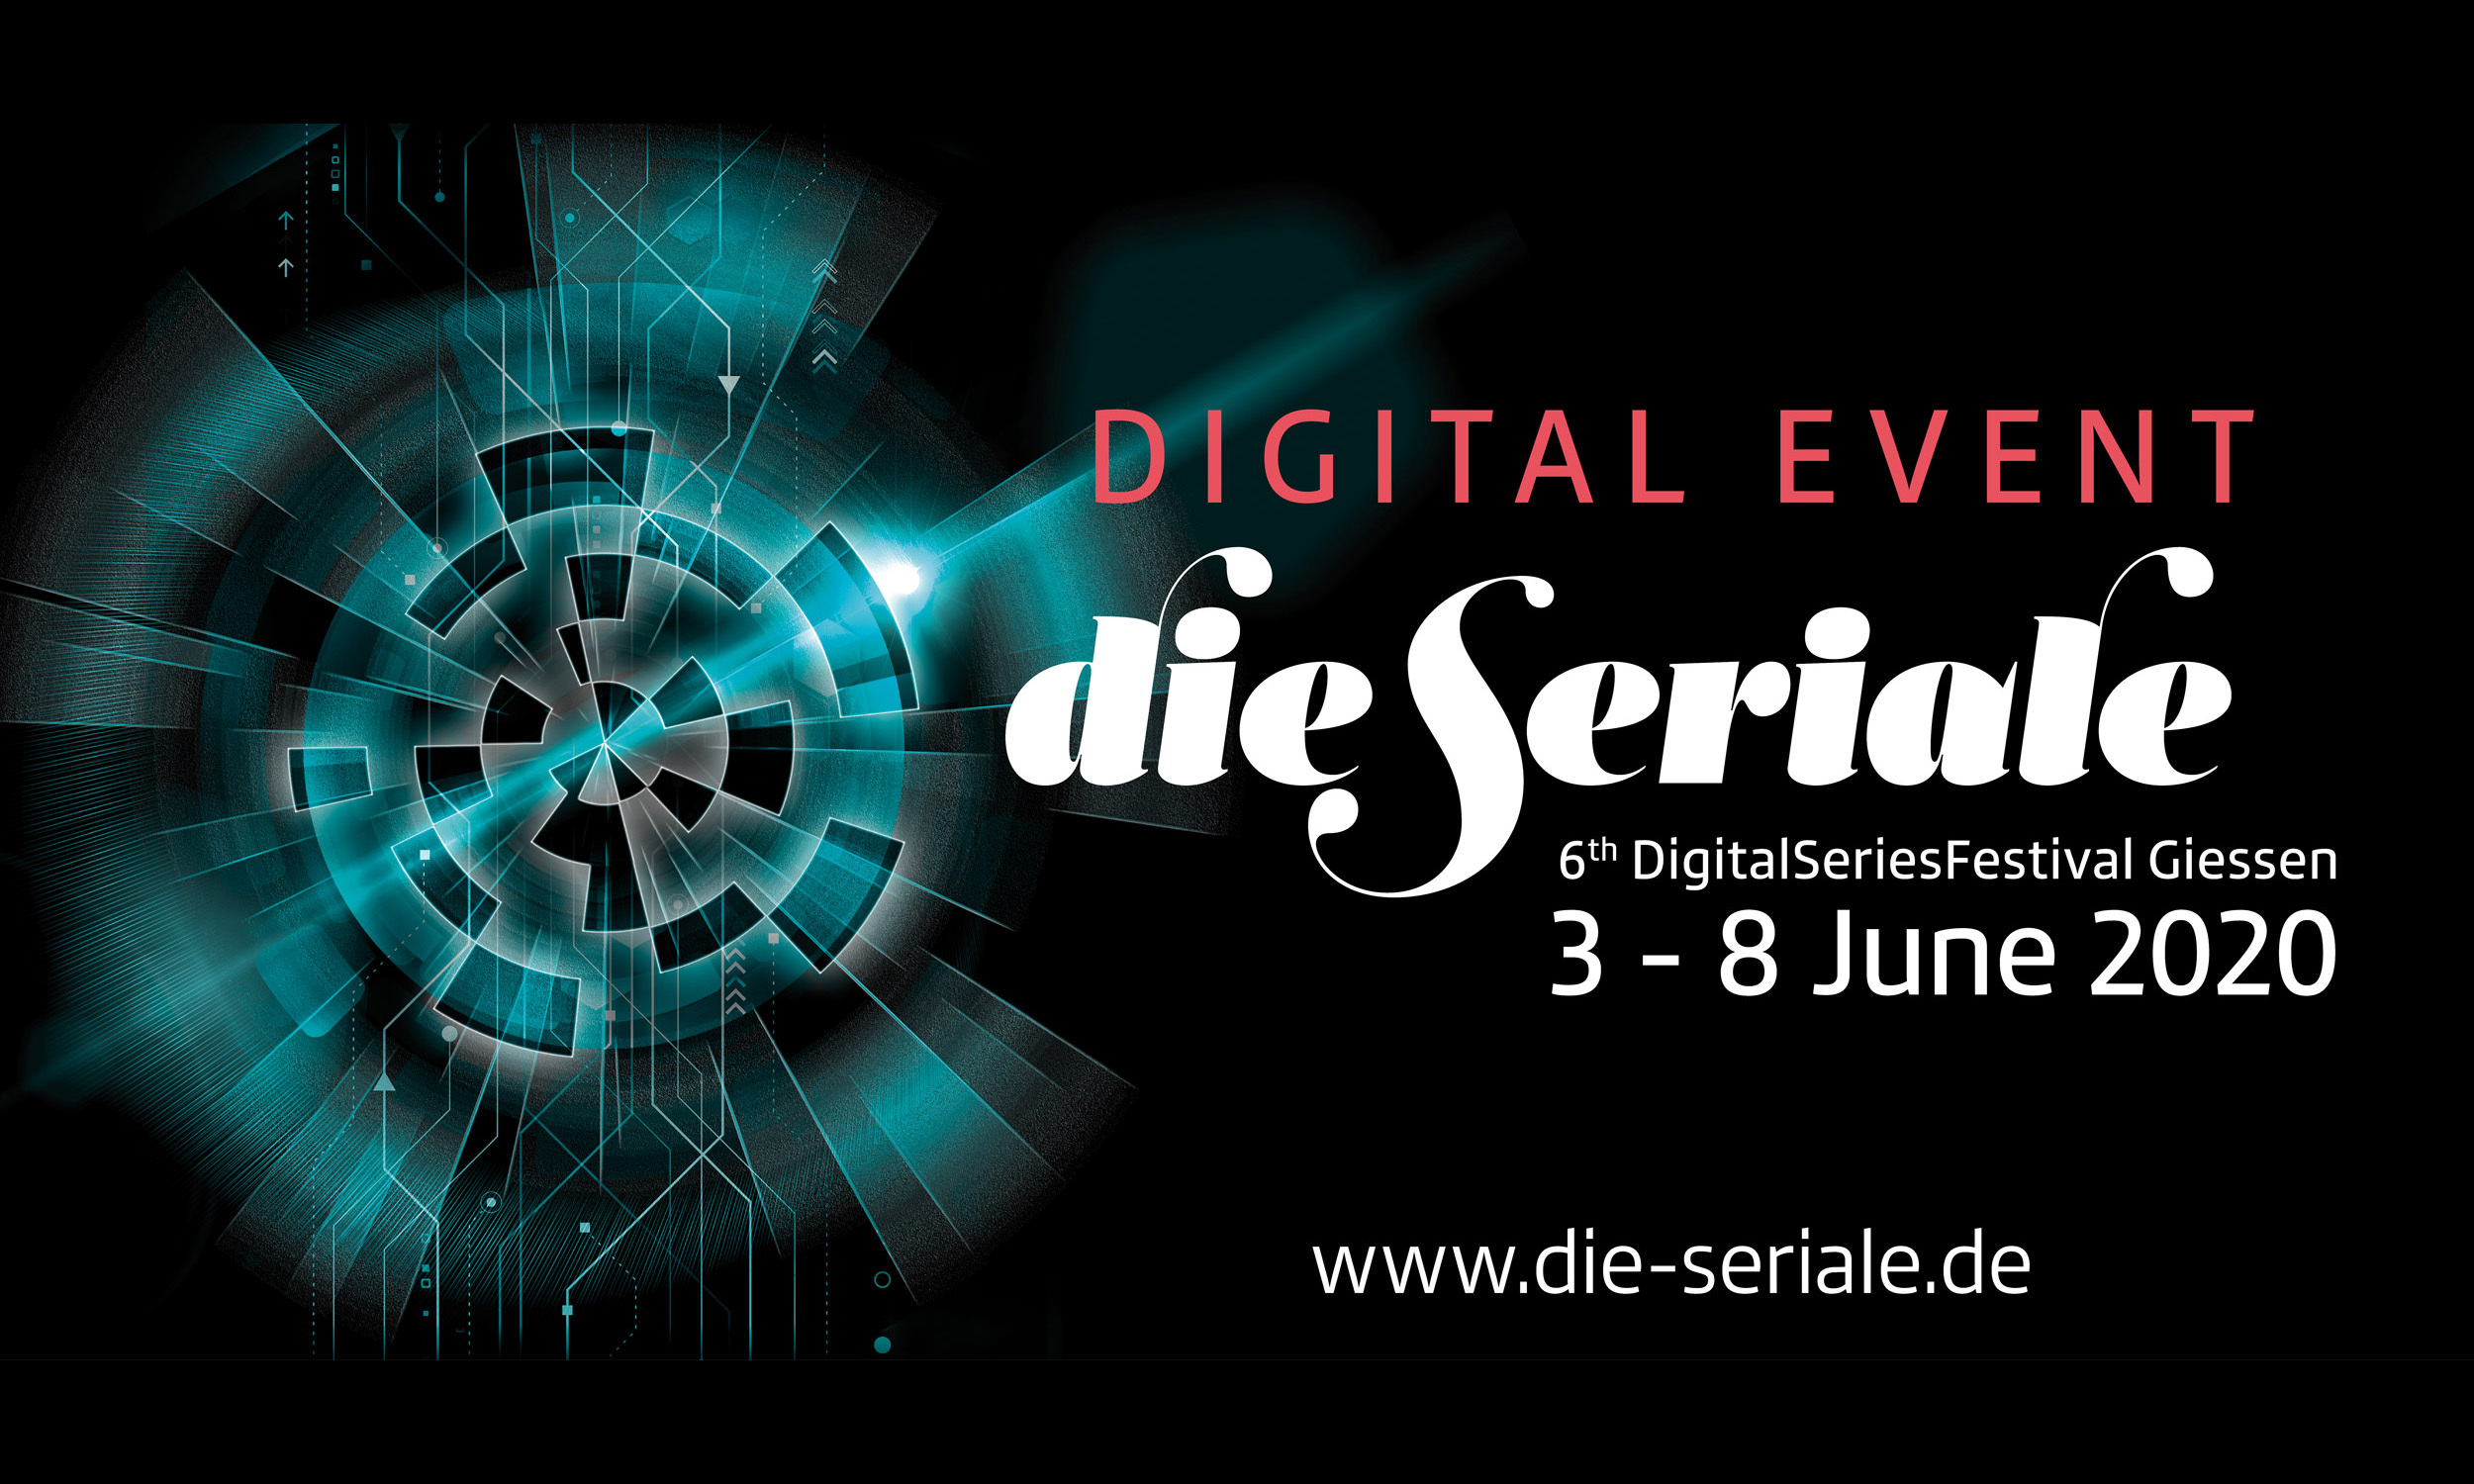 DIGITAL EVENT
die Seriale
6th DigitalSeriesFestival Giessen
3 - 8 June 2020
www.die-seriale.de